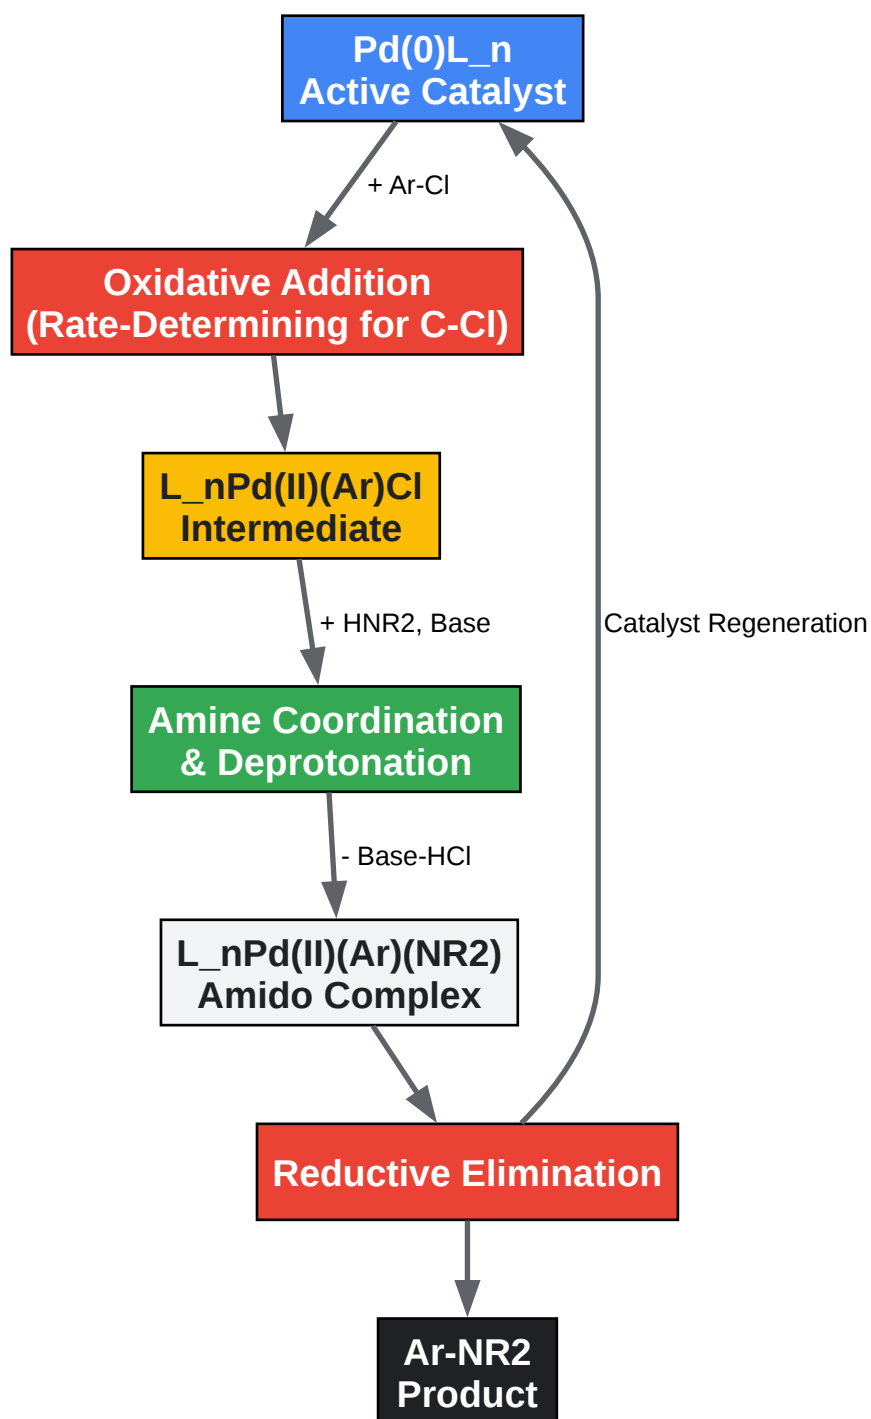 Pd(0)L_n
Active Catalyst
+ Ar-Cl
Oxidative Addition
(Rate-Determining for C-Cl)
L_nPd(II)(Ar)Cl
Intermediate
+ HNR2, Base
Catalyst Regeneration
Amine Coordination
& Deprotonation
- Base-HCl
L_nPd(II)(Ar)(NR2)
Amido Complex
Reductive Elimination
Ar-NR2
Product